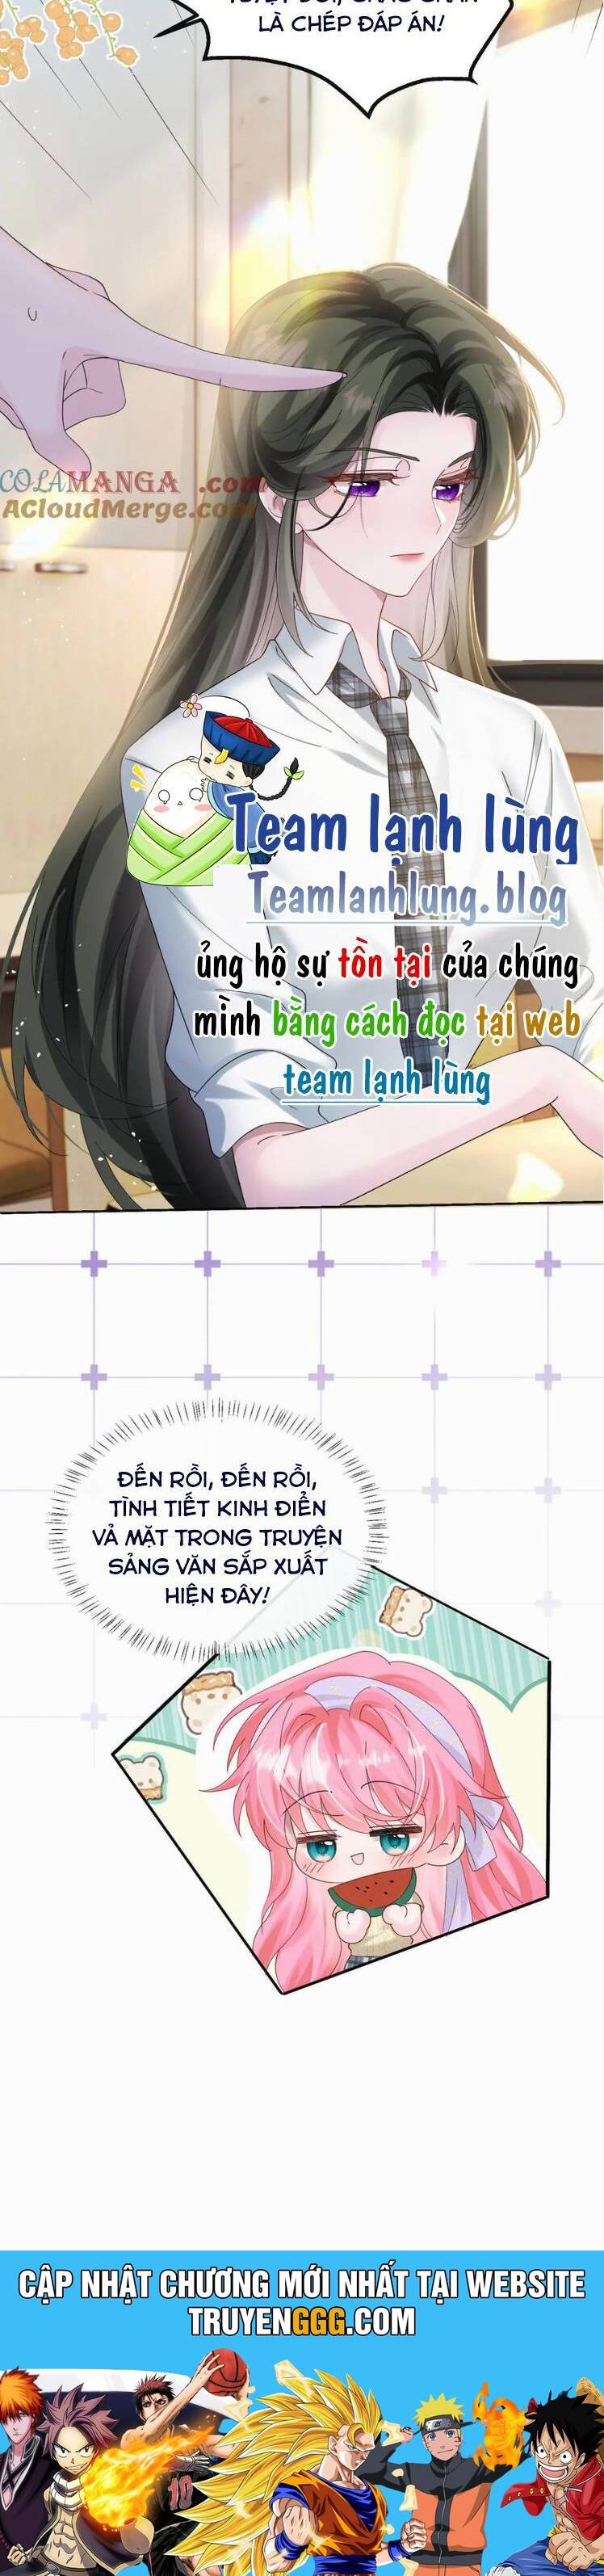 LÀ CHÉP ĐÁP ÁN!
COLAMANGA.com
ACloudMerge.com
Team lạnh lùng
Teamlanhlung.blog
ủng hộ sự tồn tại của chúng
mình bằng cách đọc tại web
team lạnh lùng
ĐẾN RỒI, ĐẾN RỒI,
TÌNH TIẾT KINH ĐIỂN
VẢ MẶT TRONG TRUYỆN
SẢNG VĂN SẮP XUẤT
HIỆN ĐÂY!
CẬP NHẬT CHƯƠNG MỚI NHẤT TẠI WEBSITE
TRUYENGGG.COM
10